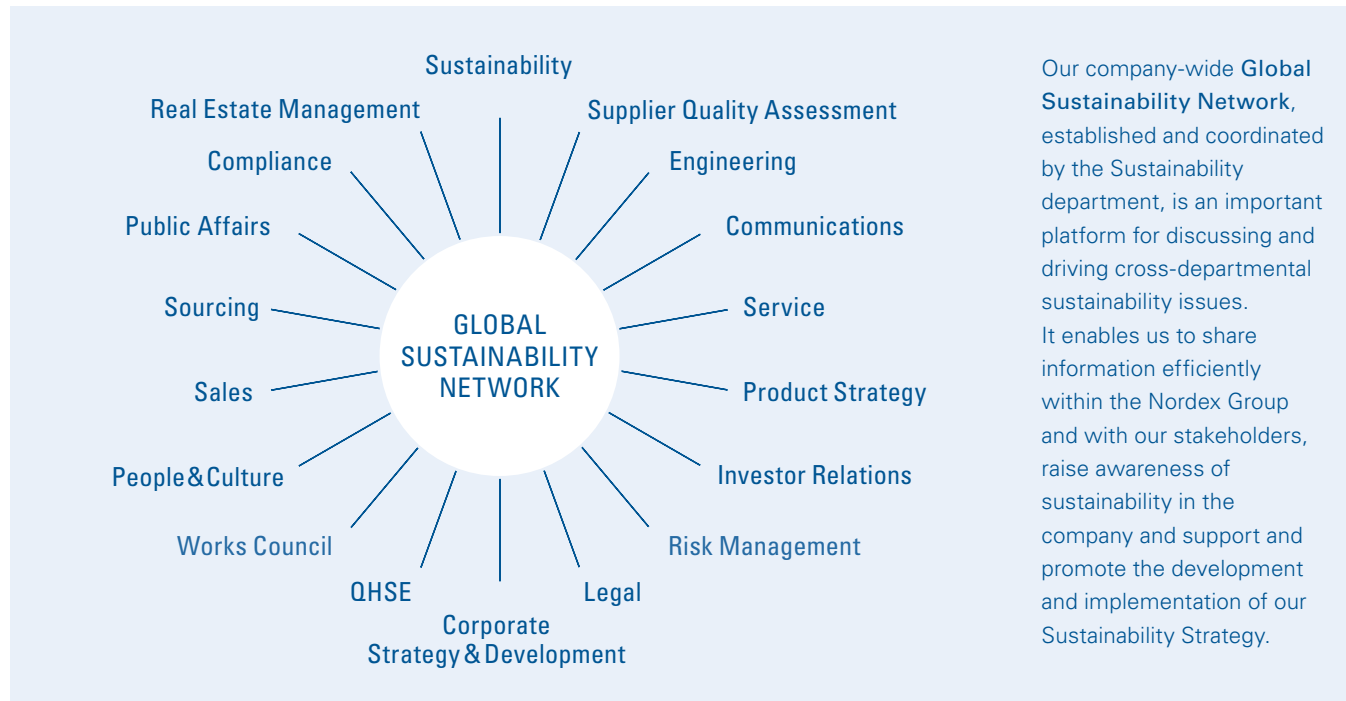 Sustainability
Real Estate Management
Supplier Quality Assessment
Compliance
Engineering
Public Affairs
Communications
Sourcing
Service
GLOBAL
SUSTAINABILITY
NETWORK
Sales
Product Strategy
People & Culture
Investor Relations
Works Council
Risk Management
QHSE
Legal
Corporate
Strategy & Development
Our company-wide Global
Sustainability Network,
established and coordinated
by the Sustainability
department, is an important
platform for discussing and
driving cross-departmental
sustainability issues.
It enables us to share
information efficiently
within the Nordex Group
and with our stakeholders,
raise awareness of
sustainability in the
company and support and
promote the development
and implementation of our
Sustainability Strategy.